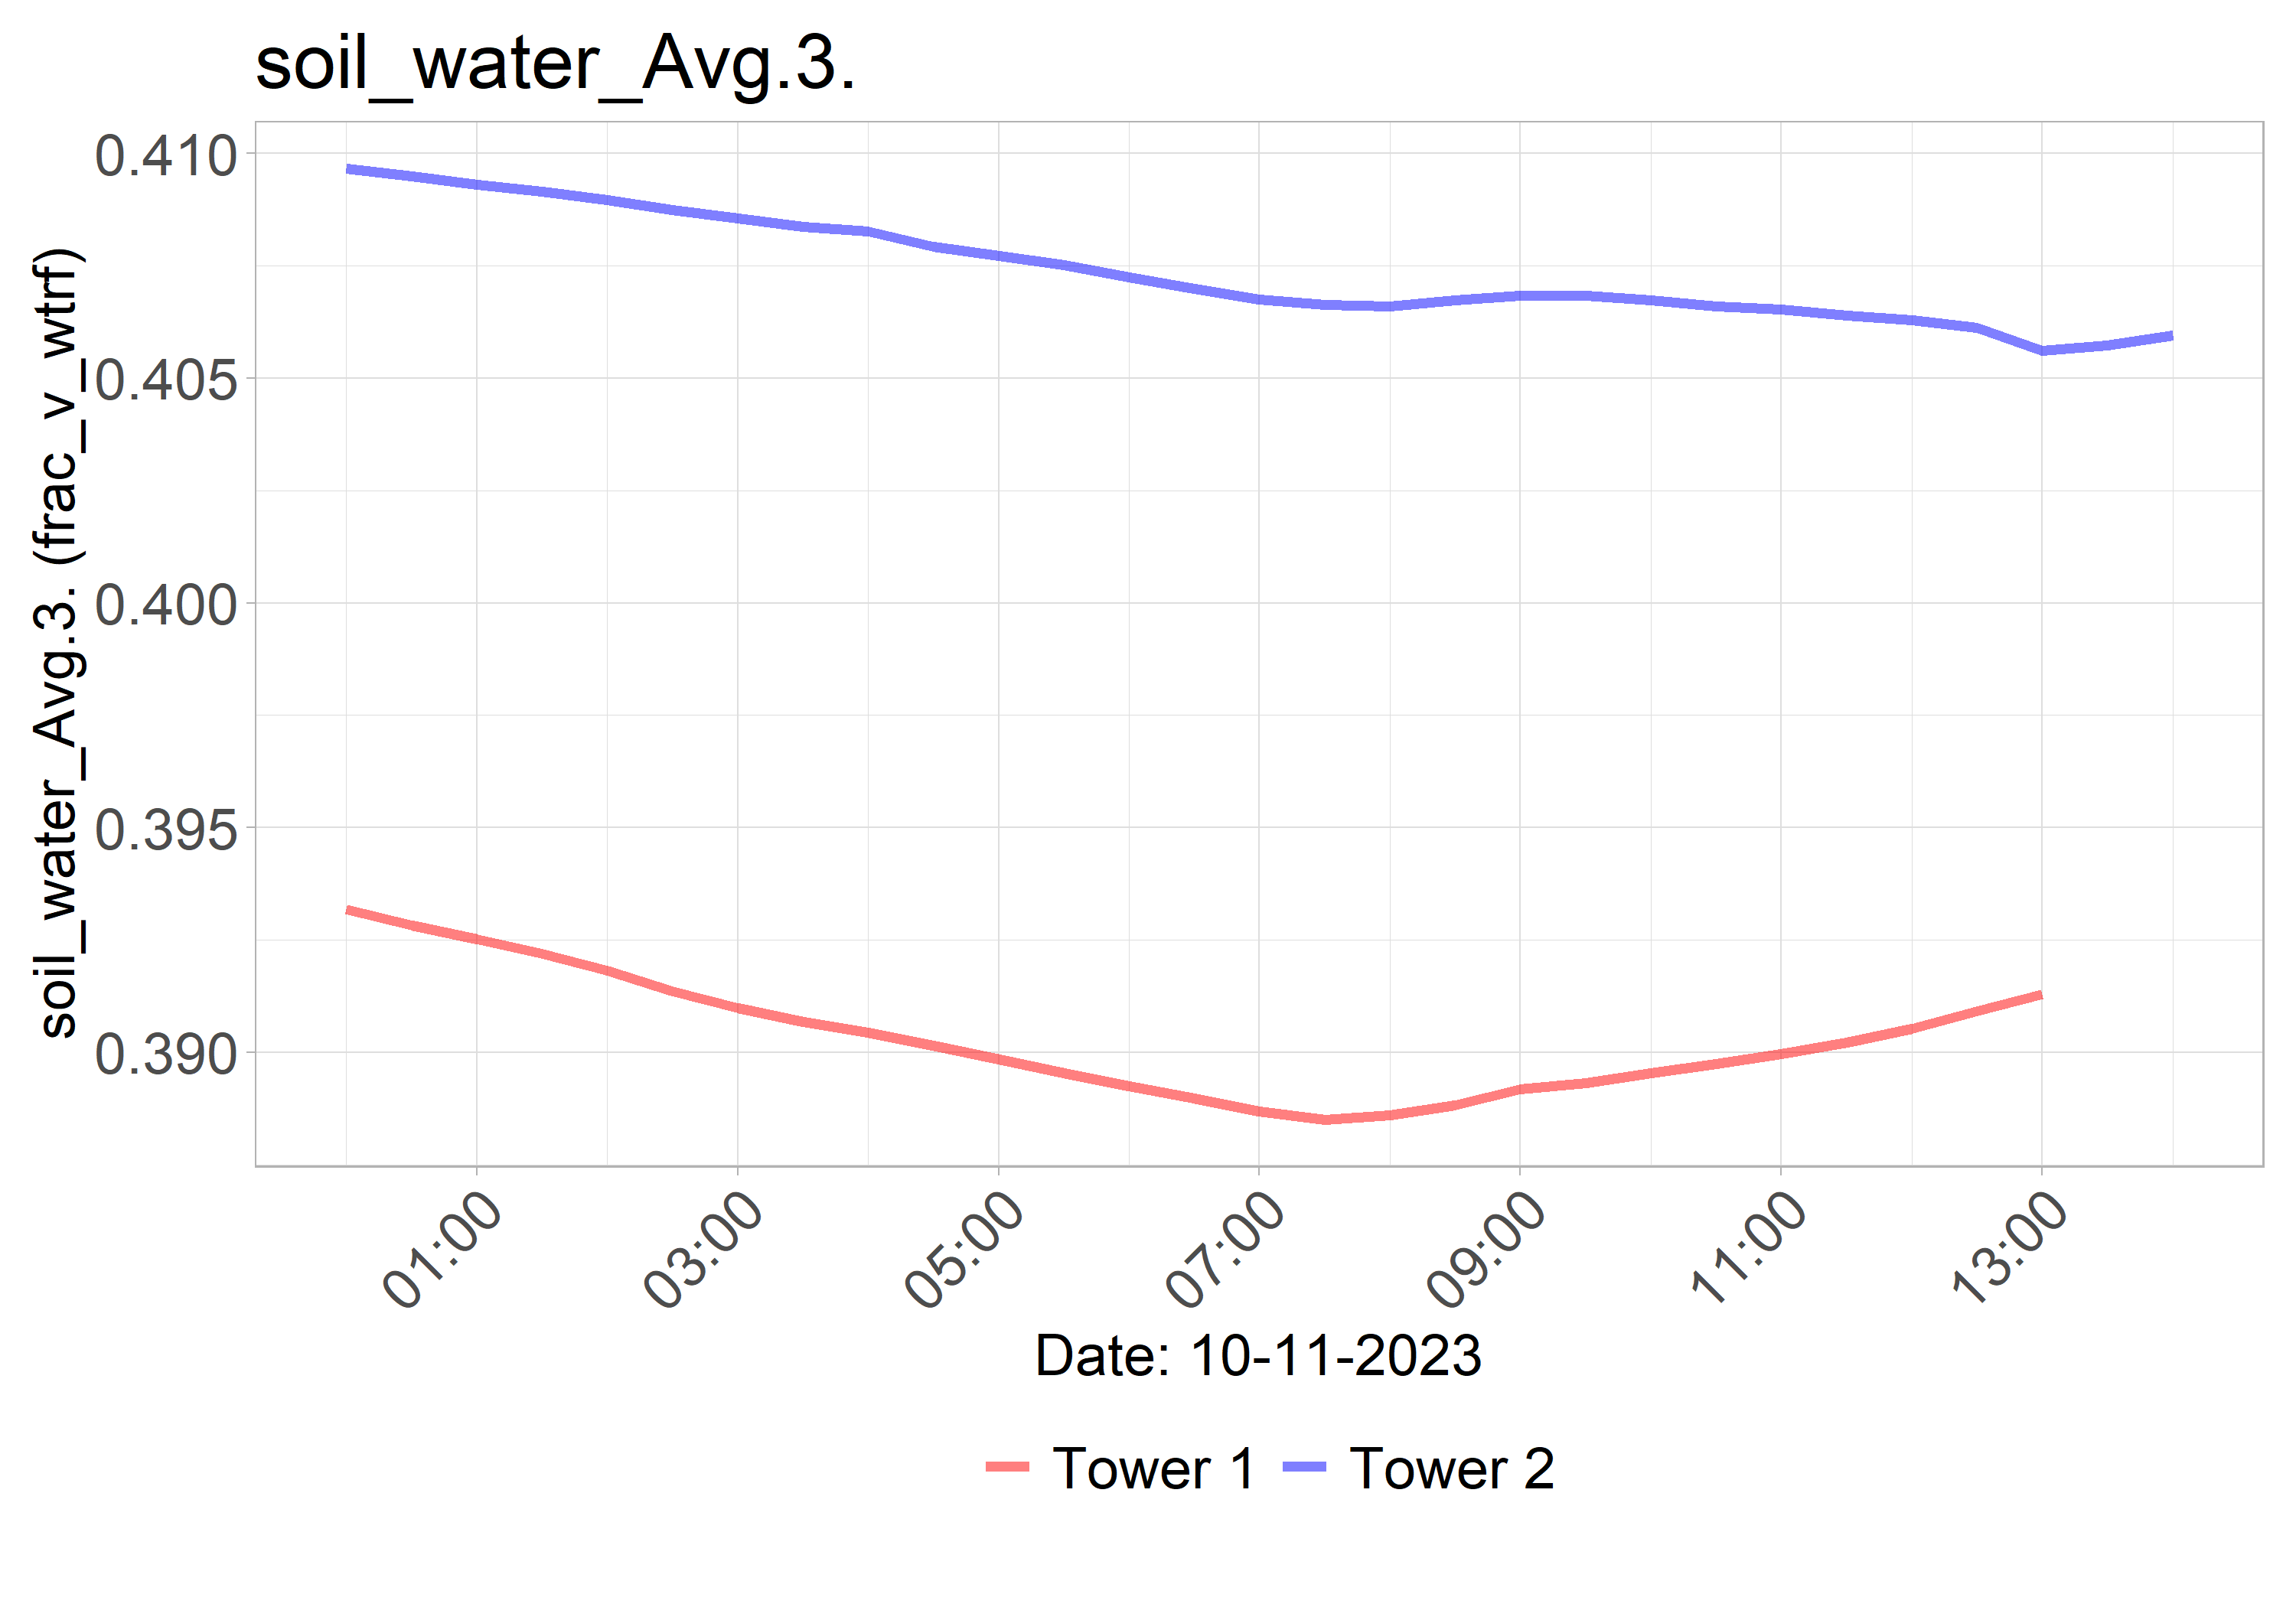 soil_water_Avg.3.
soil_water_Avg.3. (frac_v_wtrf)
0.410
0.405
0.400
0.395
0.390
01:00
03:00
05:00
07:00
09:00
11:00
13:00
Date: 10-11-2023
Tower 1
Tower 2